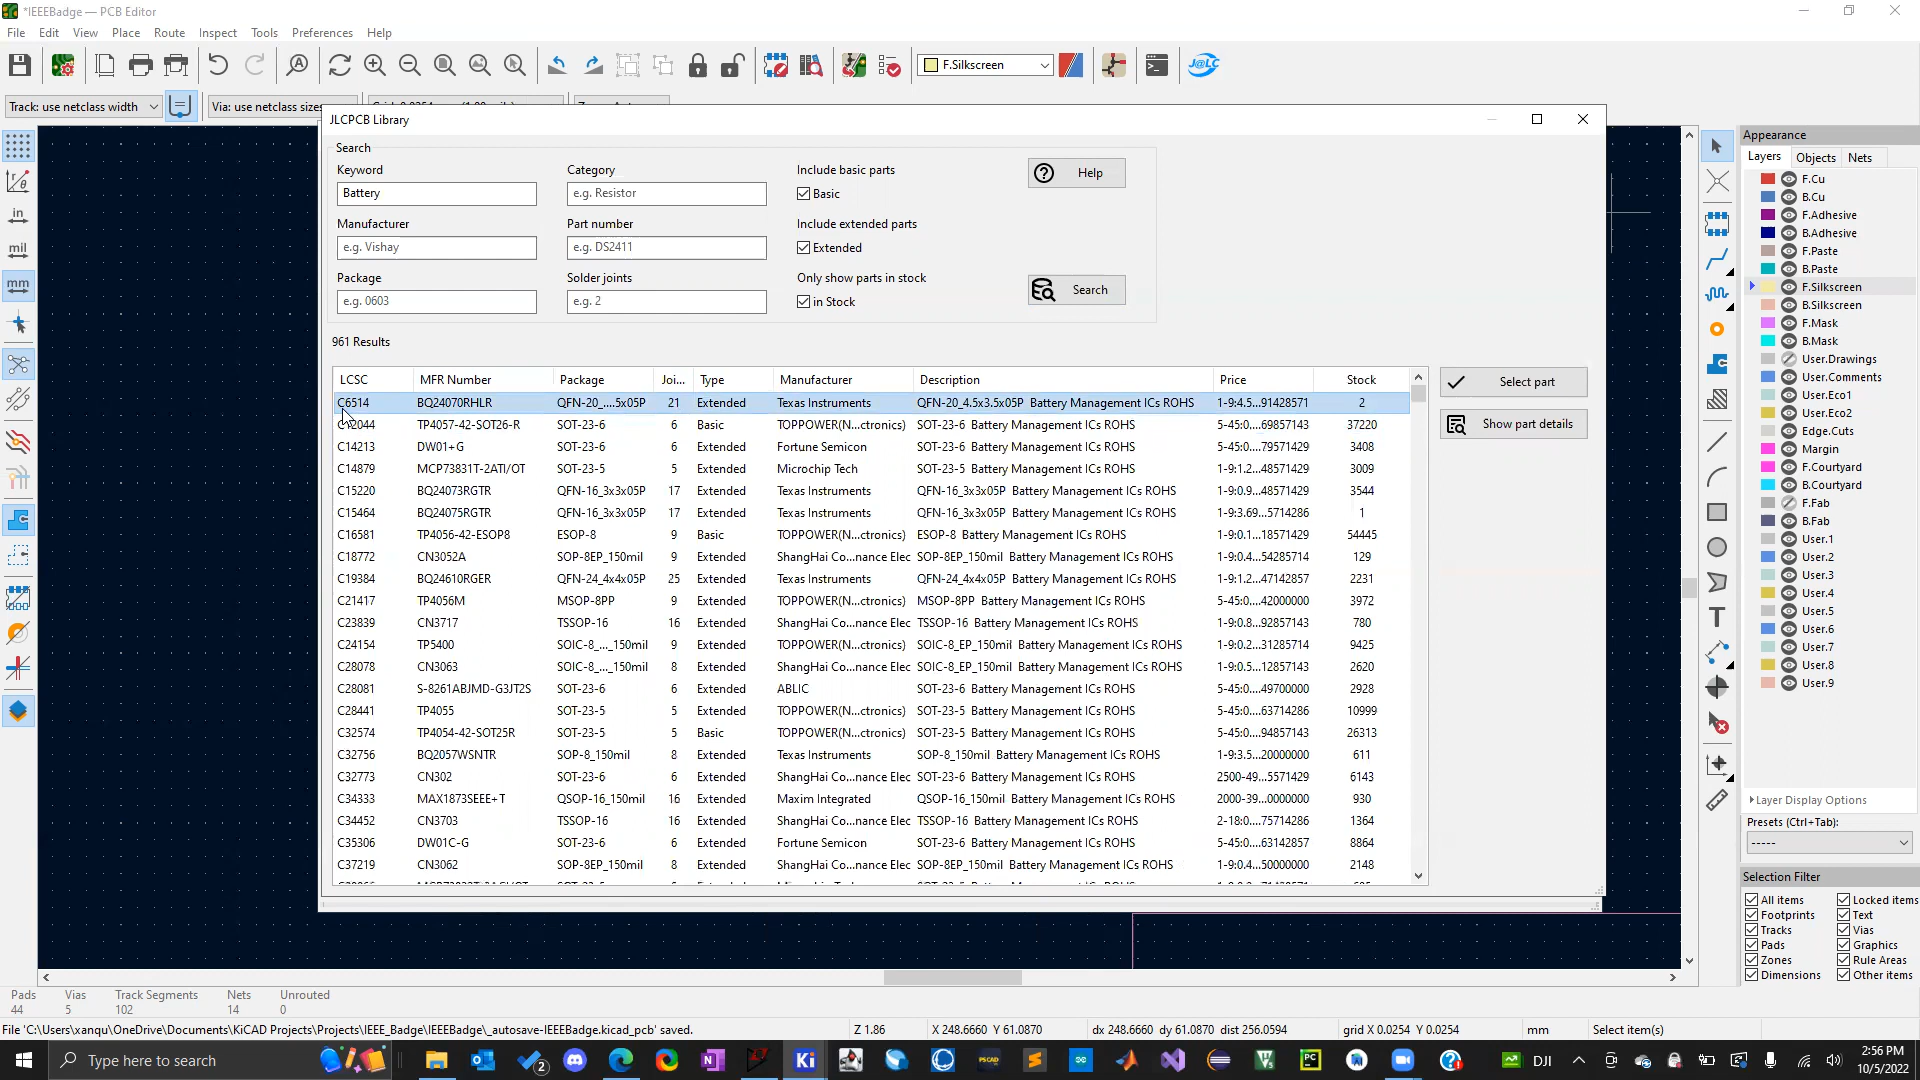 *IEEEBadge — PCB Editor
File Edit View Place Route Inspect Tools Preferences Help
F.Silkscreen
J@LC
Track: use netclass width Via: use netclass sizes
JLCPCB Library
Search
Keyword Category Include basic parts
Battery e.g. Resistor Basic Help
Manufacturer Part number Include extended parts
e.g. Vishay e.g. DS2411 Extended
Package Solder joints Only show parts in stock
e.g. 0603 e.g. 2 in Stock Search
961 Results
LCSC MFR Number Package Joi... Type Manufacturer Description Price Stock
C6514 BQ24070RHLR QFN-20_....5x05P 21 Extended Texas Instruments QFN-20_4.5x3.5x05P Battery Management ICs ROHS 1-9:4.5...91428571 2
TP4057-42-SOT26-R SOT-23-6 6 Basic TOPPOWER(N...ctronics) SOT-23-6 Battery Management ICs ROHS 5-45:0....69857143 37220
C14213 DW01+G SOT-23-6 6 Extended Fortune Semicon SOT-23-6 Battery Management ICs ROHS 5-45:0....79571429 3408
C14879 MCP73831T-2ATI/OT SOT-23-5 5 Extended Microchip Tech SOT-23-5 Battery Management ICs ROHS 1-9:1.2...48571429 3009
C15220 BQ24073RGTR QFN-16_3x3x05P 17 Extended Texas Instruments QFN-16_3x3x05P Battery Management ICs ROHS 1-9:0.9...48571429 3544
C15464 BQ24075RGTR QFN-16_3x3x05P 17 Extended Texas Instruments QFN-16_3x3x05P Battery Management ICs ROHS 1-9:3.69...5714286 1
C16581 TP4056-42-ESOP8 ESOP-8 9 Basic TOPPOWER(N...ctronics) ESOP-8 Battery Management ICs ROHS 1-9:0.1...18571429 54445
C18772 CN3052A SOP-8EP_150mil 9 Extended ShangHai Co...nance Elec SOP-8EP_150mil Battery Management ICs ROHS 1-9:0.4...54285714 129
C19384 BQ24610RGER QFN-24_4x4x05P 25 Extended Texas Instruments QFN-24_4x4x05P Battery Management ICs ROHS 1-9:1.2...47142857 2231
C21417 TP4056M MSOP-8PP 9 Extended TOPPOWER(N...ctronics) MSOP-8PP Battery Management ICs ROHS 5-45:0....42000000 3972
C23839 CN3717 TSSOP-16 16 Extended ShangHai Co...nance Elec TSSOP-16 Battery Management ICs ROHS 1-9:0.8...92857143 780
C24154 TP5400 SOIC-8_..._150mil 9 Extended TOPPOWER(N...ctronics) SOIC-8_EP_150mil Battery Management ICs ROHS 1-9:0.2...31285714 9425
C28078 CN3063 SOIC-8_..._150mil 8 Extended ShangHai Co...nance Elec SOIC-8_EP_150mil Battery Management ICs ROHS 1-9:0.5...12857143 2620
C28081 S-8261ABJMD-G3JT2S SOT-23-6 6 Extended ABLIC SOT-23-6 Battery Management ICs ROHS 5-45:0....49700000 2928
C28441 TP4055 SOT-23-5 5 Extended TOPPOWER(N...ctronics) SOT-23-5 Battery Management ICs ROHS 5-45:0....63714286 10999
C32574 TP4054-42-SOT25R SOT-23-5 5 Basic TOPPOWER(N...ctronics) SOT-23-5 Battery Management ICs ROHS 5-45:0....94857143 26313
C32756 BQ2057WSNTR SOP-8_150mil 8 Extended Texas Instruments SOP-8_150mil Battery Management ICs ROHS 1-9:3.5...20000000 611
C32773 CN302 SOT-23-6 6 Extended ShangHai Co...nance Elec SOT-23-6 Battery Management ICs ROHS 2500-49...5571429 6143
C34333 MAX1873SEEE+T QSOP-16_150mil 16 Extended Maxim Integrated QSOP-16_150mil Battery Management ICs ROHS 2000-39...0000000 930
C34452 CN3703 TSSOP-16 16 Extended ShangHai Co...nance Elec TSSOP-16 Battery Management ICs ROHS 2-18:0....75714286 1364
C35306 DW01C-G SOT-23-6 6 Extended Fortune Semicon SOT-23-6 Battery Management ICs ROHS 5-45:0....63142857 8864
C37219 CN3062 SOP-8EP_150mil 8 Extended ShangHai Co...nance Elec SOP-8EP_150mil Battery Management ICs ROHS 1-9:0.4...50000000 2148
Select part
Show part details
in
mil
mm
Appearance
Layers Objects Nets
F.Cu
B.Cu
F.Adhesive
B.Adhesive
F.Paste
B.Paste
F.Silkscreen
B.Silkscreen
F.Mask
B.Mask
User.Drawings
User.Comments
User.Eco1
User.Eco2
Edge.Cuts
Margin
F.Courtyard
B.Courtyard
F.Fab
B.Fab
User.1
User.2
User.3
User.4
User.5
User.6
User.7
User.8
User.9
Layer Display Options
Presets (Ctrl+Tab):
-----
Selection Filter
All items Locked items
Footprints Text
Tracks Vias
Pads Graphics
Zones Rule Areas
Dimensions Other items
Pads Vias Track Segments Nets Unrouted
44 5 102 14 0
File 'C:\Users\xanqu\OneDrive\Documents\KiCAD Projects\Projects\IEEE_Badge\IEEEBadge\_autosave-IEEEBadge.kicad_pcb' saved. Z 1.86 X 248.6660 Y 61.0870 dx 248.6660 dy 61.0870 dist 256.0594 grid X 0.0254 Y 0.0254 mm Select item(s)
Type here to search 2 Ki PSCAD PC DJI 2:56 PM
10/5/2022